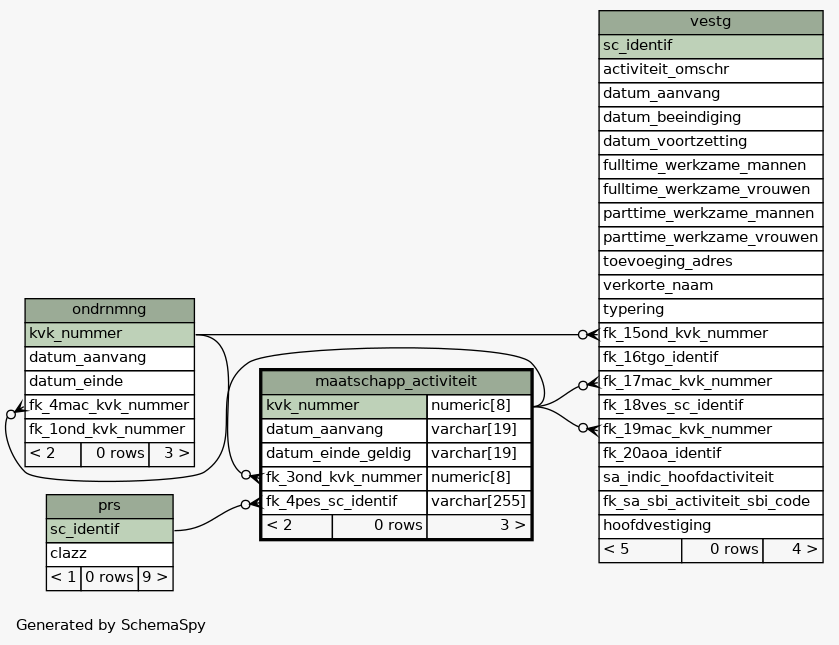 vestg
sc_identif
activiteit_omschr
datum_aanvang
datum_beeindiging
datum_voortzetting
fulltime_werkzame_mannen
fulltime_werkzame_vrouwen
parttime_werkzame_mannen
parttime_werkzame_vrouwen
toevoeging_adres
verkorte_naam
typering
fk_15ond_kvk_nummer
fk_16tgo_identif
fk_17mac_kvk_nummer
fk_18ves_sc_identif
fk_19mac_kvk_nummer
fk_20aoa_identif
sa_indic_hoofdactiviteit
fk_sa_sbi_activiteit_sbi_code
hoofdvestiging
< 5 0 rows 4 >
ondrnmng
kvk_nummer
datum_aanvang
datum_einde
fk_4mac_kvk_nummer
fk_1ond_kvk_nummer
< 2 0 rows 3 >
maatschapp_activiteit
kvk_nummer numeric[8]
datum_aanvang varchar[19]
datum_einde_geldig varchar[19]
fk_3ond_kvk_nummer numeric[8]
fk_4pes_sc_identif varchar[255]
< 2 0 rows 3 >
prs
sc_identif
clazz
< 1 0 rows 9 >
Generated by SchemaSpy